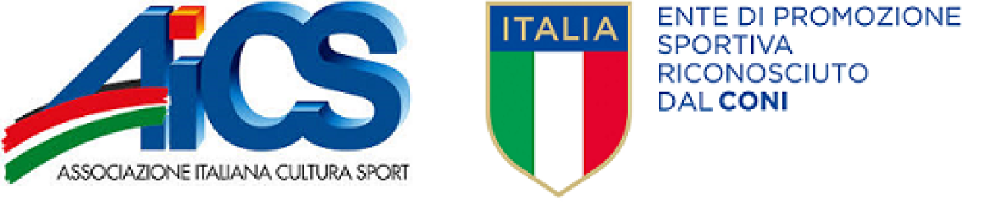 AiCS
ASSOCIAZIONE ITALIANA CULTURA SPORT
ITALIA
ENTE DI PROMOZIONE
SPORTIVA
RICONOSCIUTO
DAL CONI